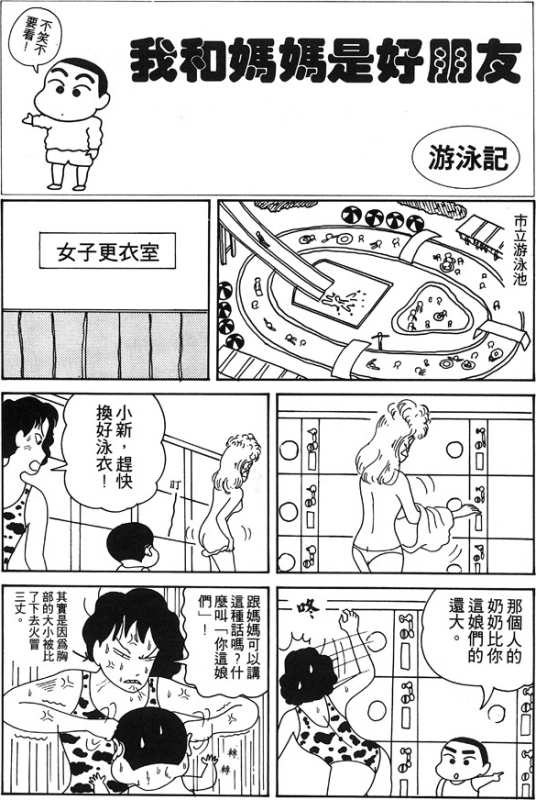 我和媽媽是好朋友
不笑不
要看！
游泳記
市立游泳池
女子更衣室
小新，趕快
換好泳衣！
盯
那個人的
奶奶比你
這娘們的
還大。
咚
跟媽媽可以講
這種話嗎？什
麼叫「你這娘
們」！
其實是因爲胸
部的大小被比
了下去火冒
三丈。